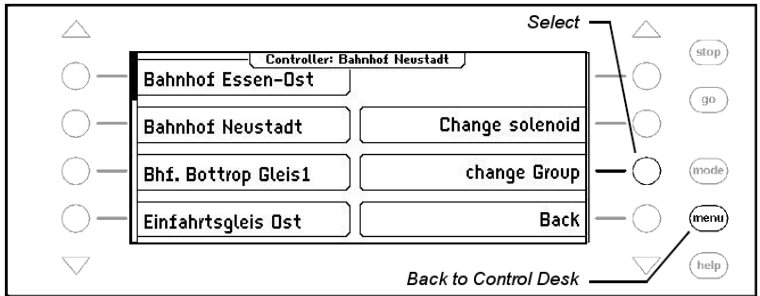 Select
Controller: Bahnhof Neustadt
stop
Bahnhof Essen-Ost
go
Bahnhof Neustadt
Change solenoid
Bhf. Bottrop Gleis1
change Group
mode
Einfahrtsgleis Ost
Back
menu
Back to Control Desk
help